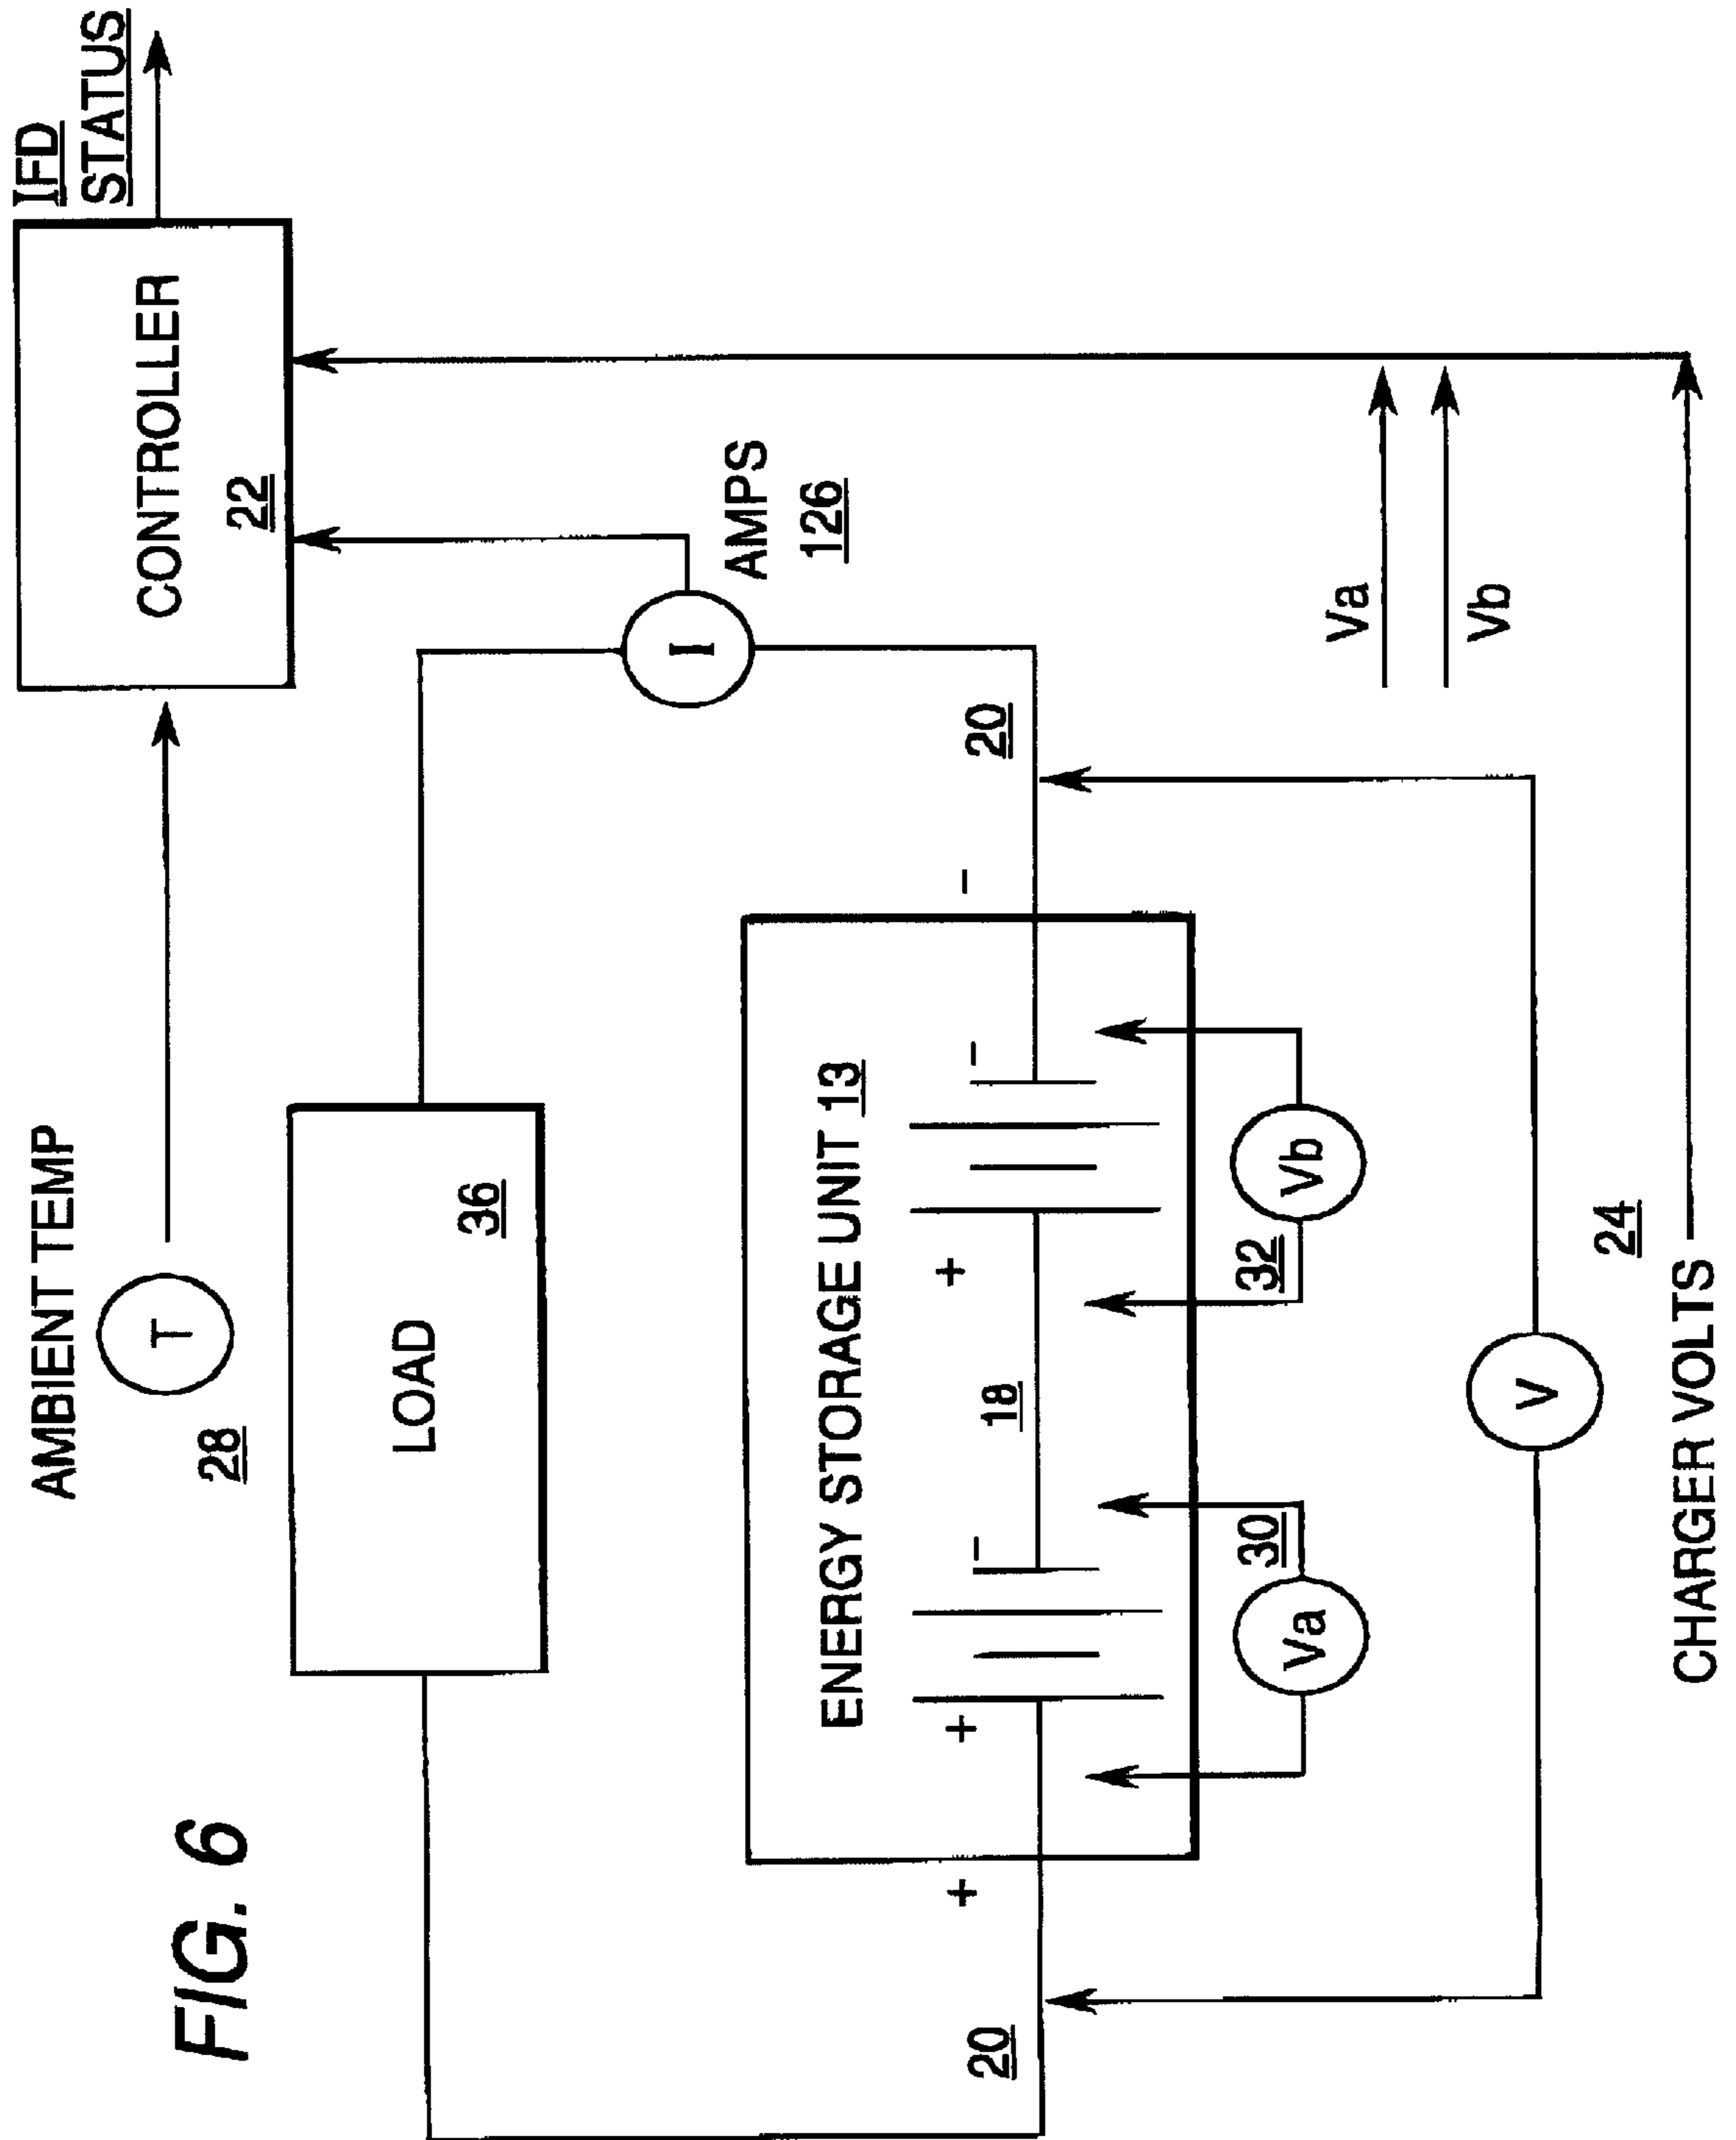 FIG. 6
AMBIENT TEMP
T
28
IFD
STATUS
CONTROLLER
22
LOAD
36
I
AMPS
126
ENERGY STORAGE UNIT 13
+
+
-
18
+
-
-
20
20
Va
30
32
Vb
Va
Vb
V
24
CHARGER VOLTS